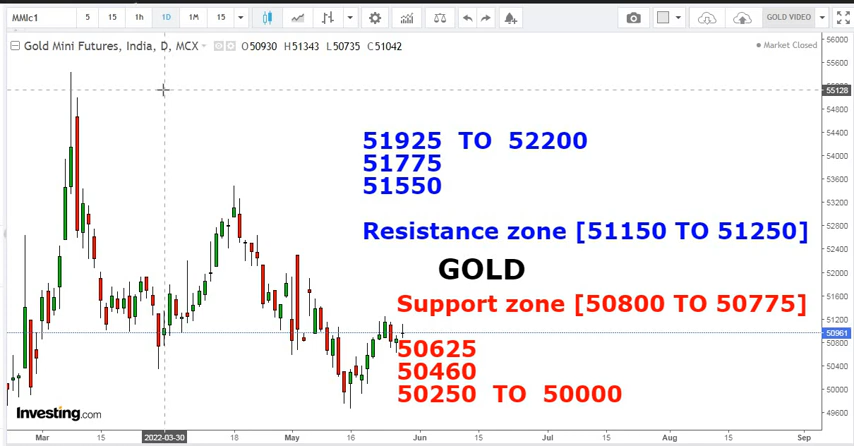 MMIc1 5 15 1h 1D 1M 15 GOLD VIDEO
Gold Mini Futures, India, D, MCX O50930 H51343 L50735 C51042 Market Closed
56000
55600
55128
54800
54400
54000
53600
53200
51925 TO 52200
51775
51550
52800
Resistance zone [51150 TO 51250]
52400
GOLD
52000
Support zone [50800 TO 50775]
51600
51200
50961
50800
50625
50400
50460
50250 TO 50000
50000
49600
Investing.com
Mar 15 2022-03-30 18 May 16 Jun 15 Jul 15 Aug 15 Sep